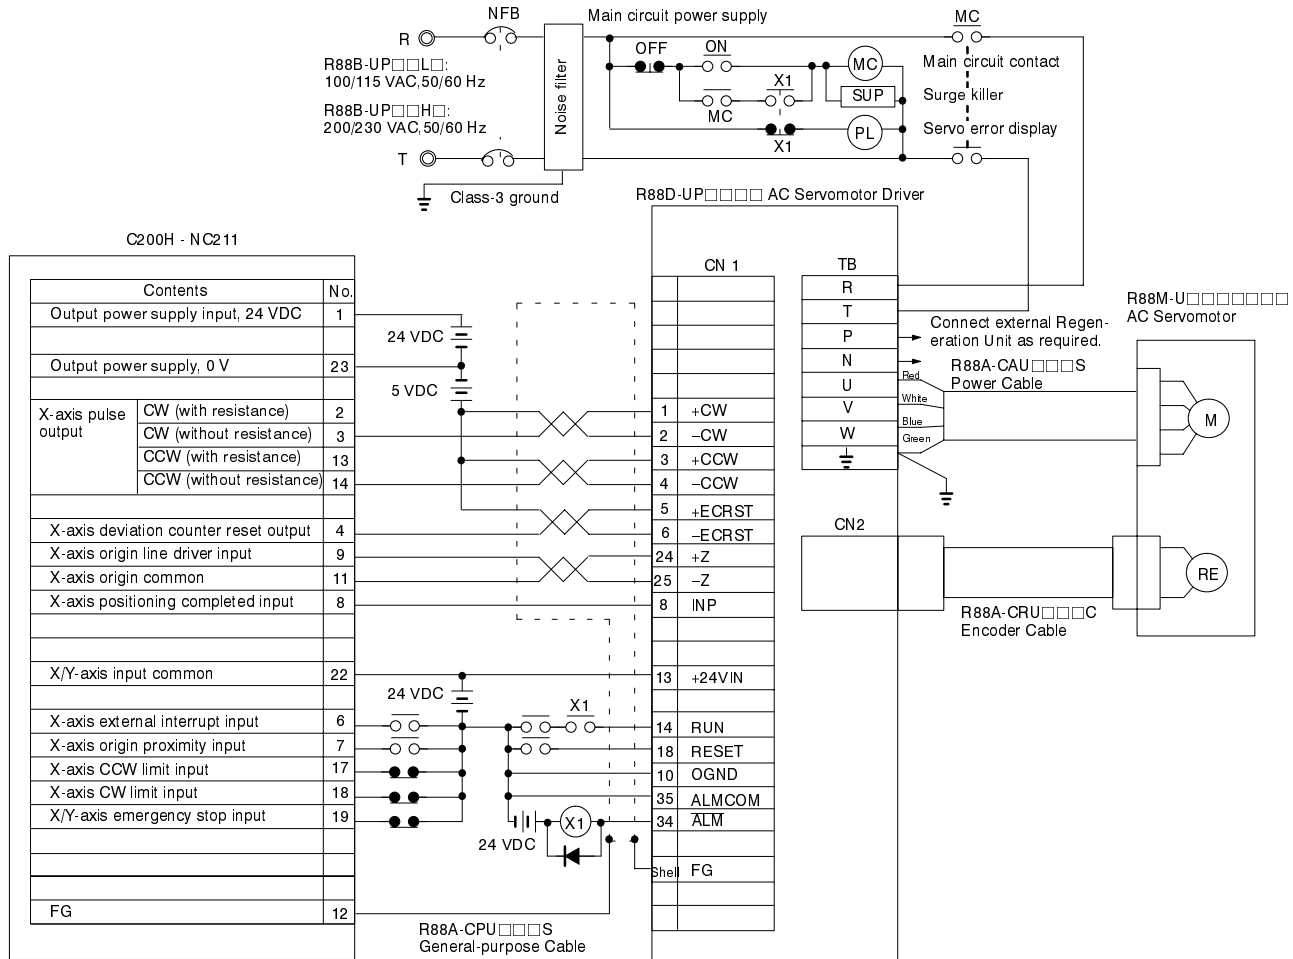 NFB
Main circuit power supply
MC
R
OFF
ON
MC
Main circuit contact
R88B-UP□□L□:
100/115 VAC,50/60 Hz
X1
SUP
Surge killer
Noise filter
R88B-UP□□H□:
200/230 VAC,50/60 Hz
MC
PL
Servo error display
X1
T
Class-3 ground
R88D-UP□□□□ AC Servomotor Driver
C200H - NC211
CN 1
TB
Contents
No.
Output power supply input, 24 VDC
1
Output power supply, 0 V
23
X-axis pulse
output
CW (with resistance)
2
CW (without resistance)
3
CCW (with resistance)
13
CCW (without resistance)
14
X-axis deviation counter reset output
4
X-axis origin line driver input
9
X-axis origin common
11
X-axis positioning completed input
8
X/Y-axis input common
22
X-axis external interrupt input
6
X-axis origin proximity input
7
X-axis CCW limit input
17
X-axis CW limit input
18
X/Y-axis emergency stop input
19
FG
12
24 VDC
5 VDC
24 VDC
X1
X1
24 VDC
R88A-CPU□□□S
General-purpose Cable
1 +CW
2 −CW
3 +CCW
4 −CCW
5 +ECRST
6 −ECRST
24 +Z
25 −Z
8 INP
13 +24VIN
14 RUN
18 RESET
10 OGND
35 ALMCOM
34 ALM
Shell FG
R
T
P
N
U
V
W
Connect external Regen-
eration Unit as required.
R88A-CAU□□□S
Power Cable
Red
White
Blue
Green
R88M-U□□□□□□□
AC Servomotor
M
CN2
RE
R88A-CRU□□□C
Encoder Cable